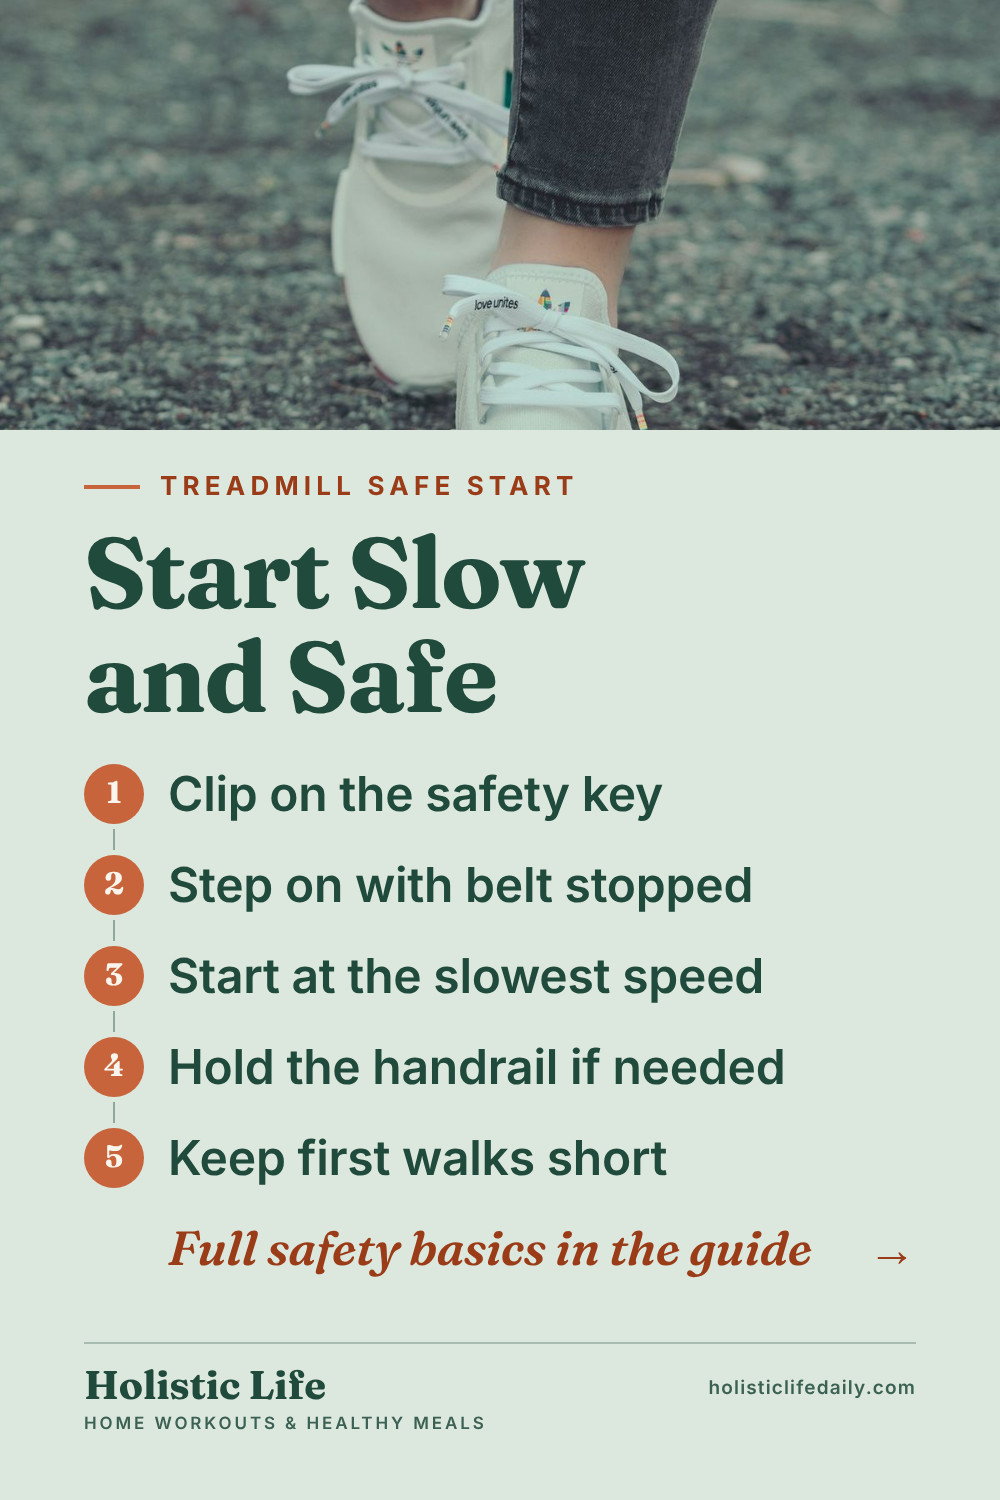 love unites
TREADMILL SAFE START
Start Slow
and Safe
1 Clip on the safety key
2 Step on with belt stopped
3 Start at the slowest speed
4 Hold the handrail if needed
5 Keep first walks short
Full safety basics in the guide →
Holistic Life
holisticlifedaily.com
HOME WORKOUTS & HEALTHY MEALS